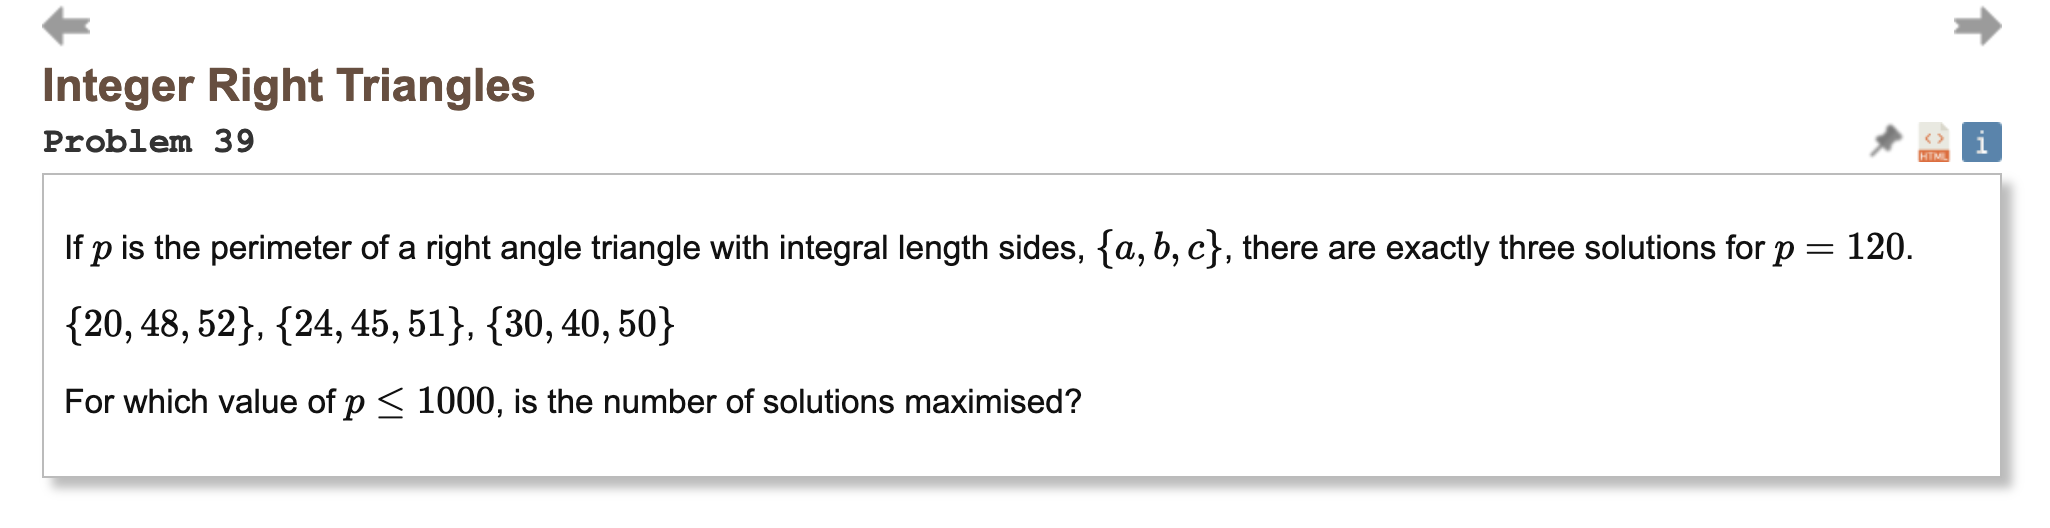 Integer Right Triangles
Problem 39
<> HTML
i
If p is the perimeter of a right angle triangle with integral length sides, {a, b, c}, there are exactly three solutions for p = 120.
{20, 48, 52}, {24, 45, 51}, {30, 40, 50}
For which value of p ≤ 1000, is the number of solutions maximised?